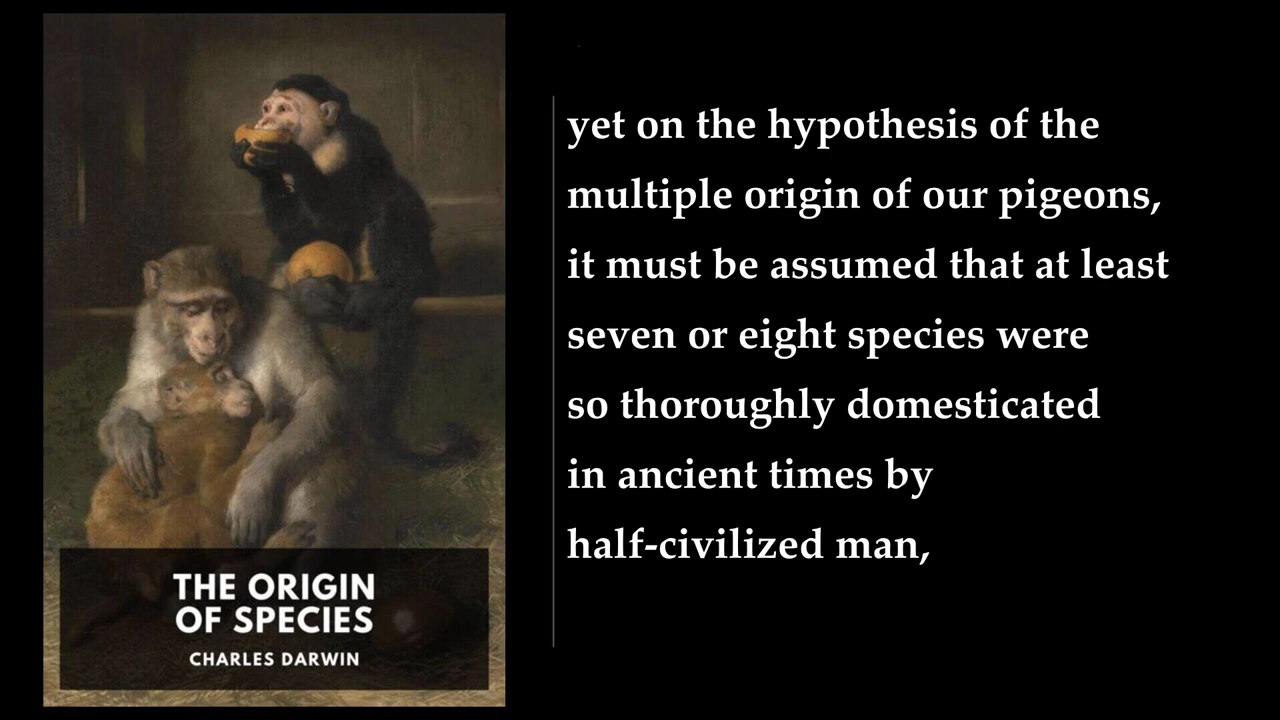 THE ORIGIN
OF SPECIES
CHARLES DARWIN
yet on the hypothesis of the
multiple origin of our pigeons,
it must be assumed that at least
seven or eight species were
so thoroughly domesticated
in ancient times by
half-civilized man,